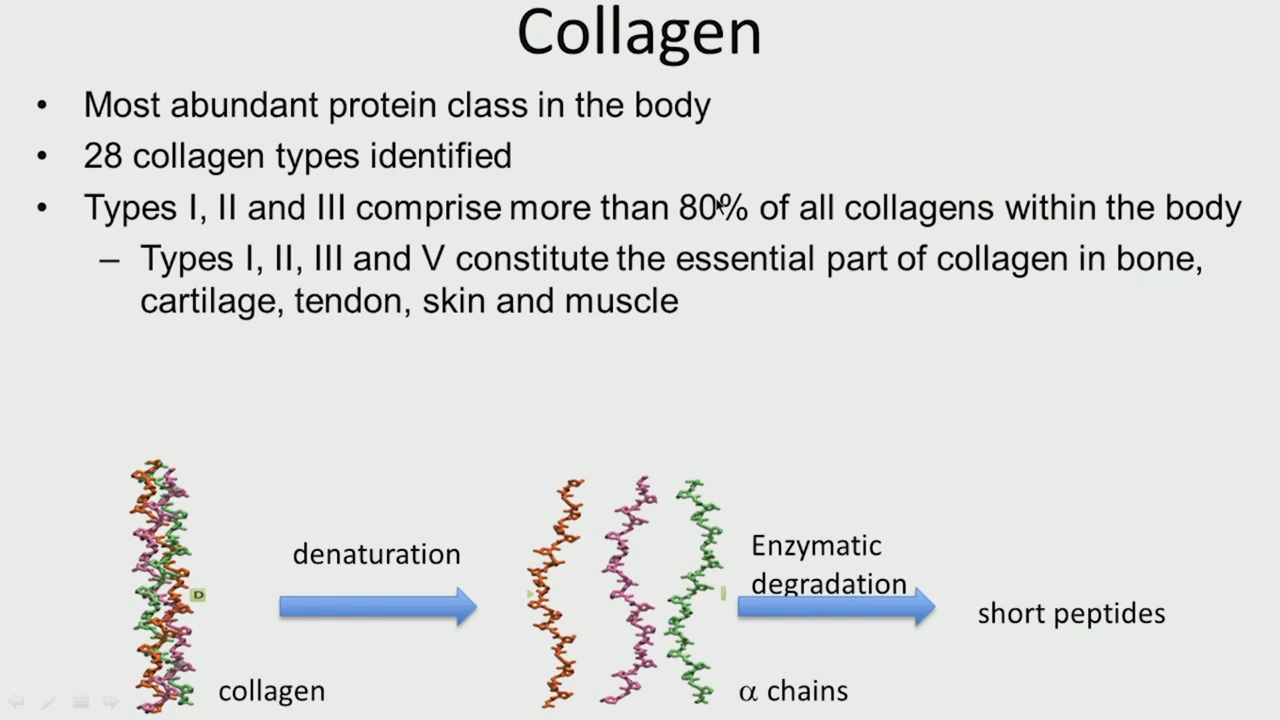 Collagen
• Most abundant protein class in the body
• 28 collagen types identified
• Types I, II and III comprise more than 80% of all collagens within the body
– Types I, II, III and V constitute the essential part of collagen in bone,
cartilage, tendon, skin and muscle
denaturation
Enzymatic
degradation
D
short peptides
collagen
α chains